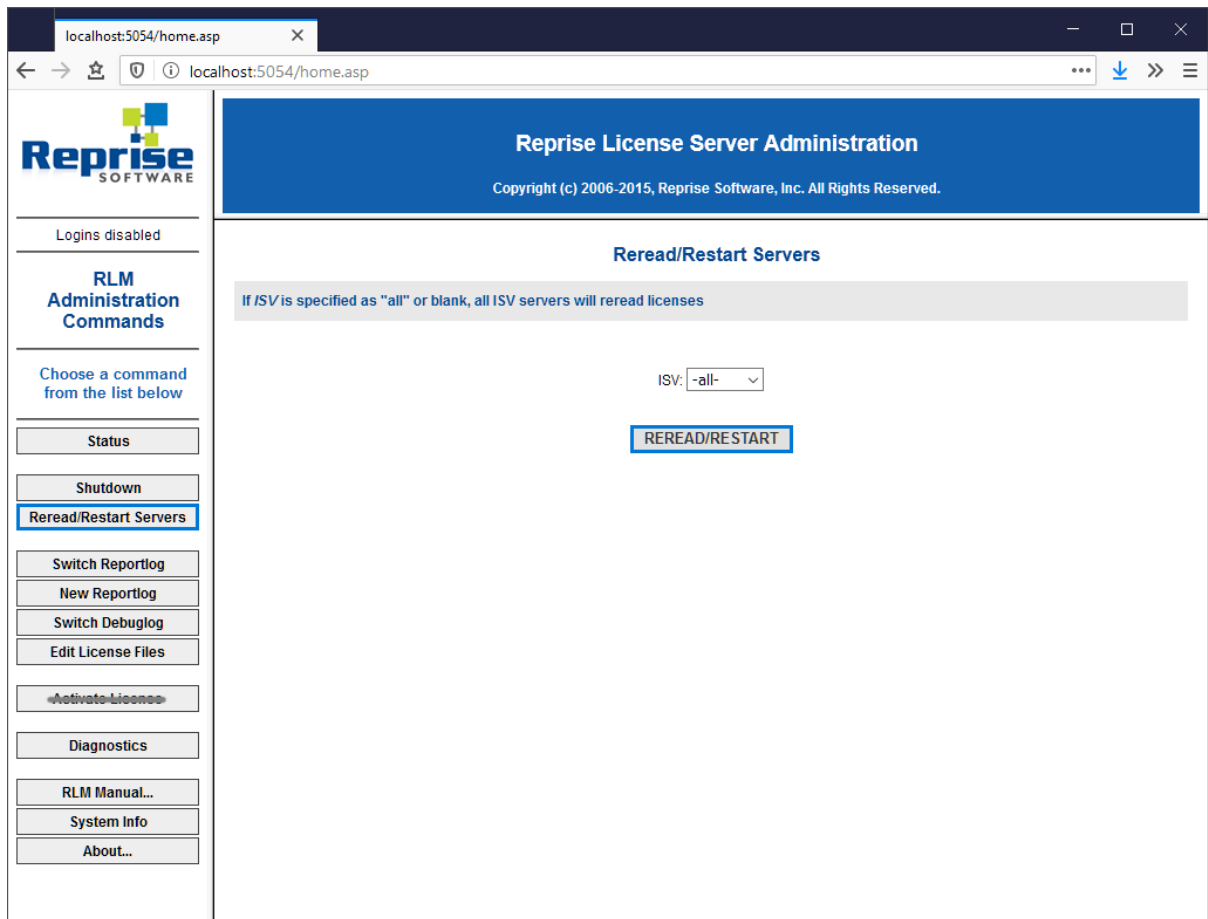 localhost:5054/home.asp
localhost:5054/home.asp
Reprise
SOFTWARE
Reprise License Server Administration
Copyright (c) 2006-2015, Reprise Software, Inc. All Rights Reserved.
Logins disabled
RLM
Administration
Commands
Choose a command
from the list below
Status
Shutdown
Reread/Restart Servers
Switch Reportlog
New Reportlog
Switch Debuglog
Edit License Files
Activate License
Diagnostics
RLM Manual...
System Info
About...
Reread/Restart Servers
If ISV is specified as "all" or blank, all ISV servers will reread licenses
ISV: -all-
REREAD/RESTART